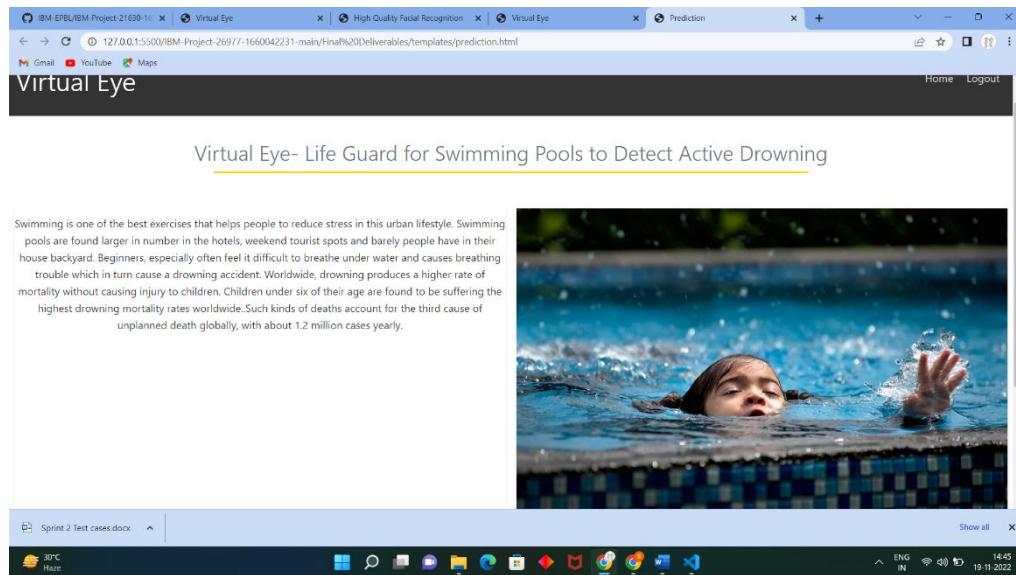 IBM-EPBL/IBM-Project-21630-16
Virtual Eye
High Quality Facial Recognition
Virtual Eye
Prediction
127.0.0.1:5500/IBM-Project-26977-1660042231-main/Final%20Deliverables/templates/prediction.html
Gmail YouTube Maps
Virtual Eye
Home Logout
Virtual Eye- Life Guard for Swimming Pools to Detect Active Drowning
Swimming is one of the best exercises that helps people to reduce stress in this urban lifestyle. Swimming
pools are found larger in number in the hotels, weekend tourist spots and barely people have in their
house backyard. Beginners, especially often feel it difficult to breathe under water and causes breathing
trouble which in turn cause a drowning accident. Worldwide, drowning produces a higher rate of
mortality without causing injury to children. Children under six of their age are found to be suffering the
highest drowning mortality rates worldwide..Such kinds of deaths account for the third cause of
unplanned death globally, with about 1.2 million cases yearly.
Sprint 2 Test cases.docx
Show all
30°C
Haze
ENG
IN
14:45
19-11-2022